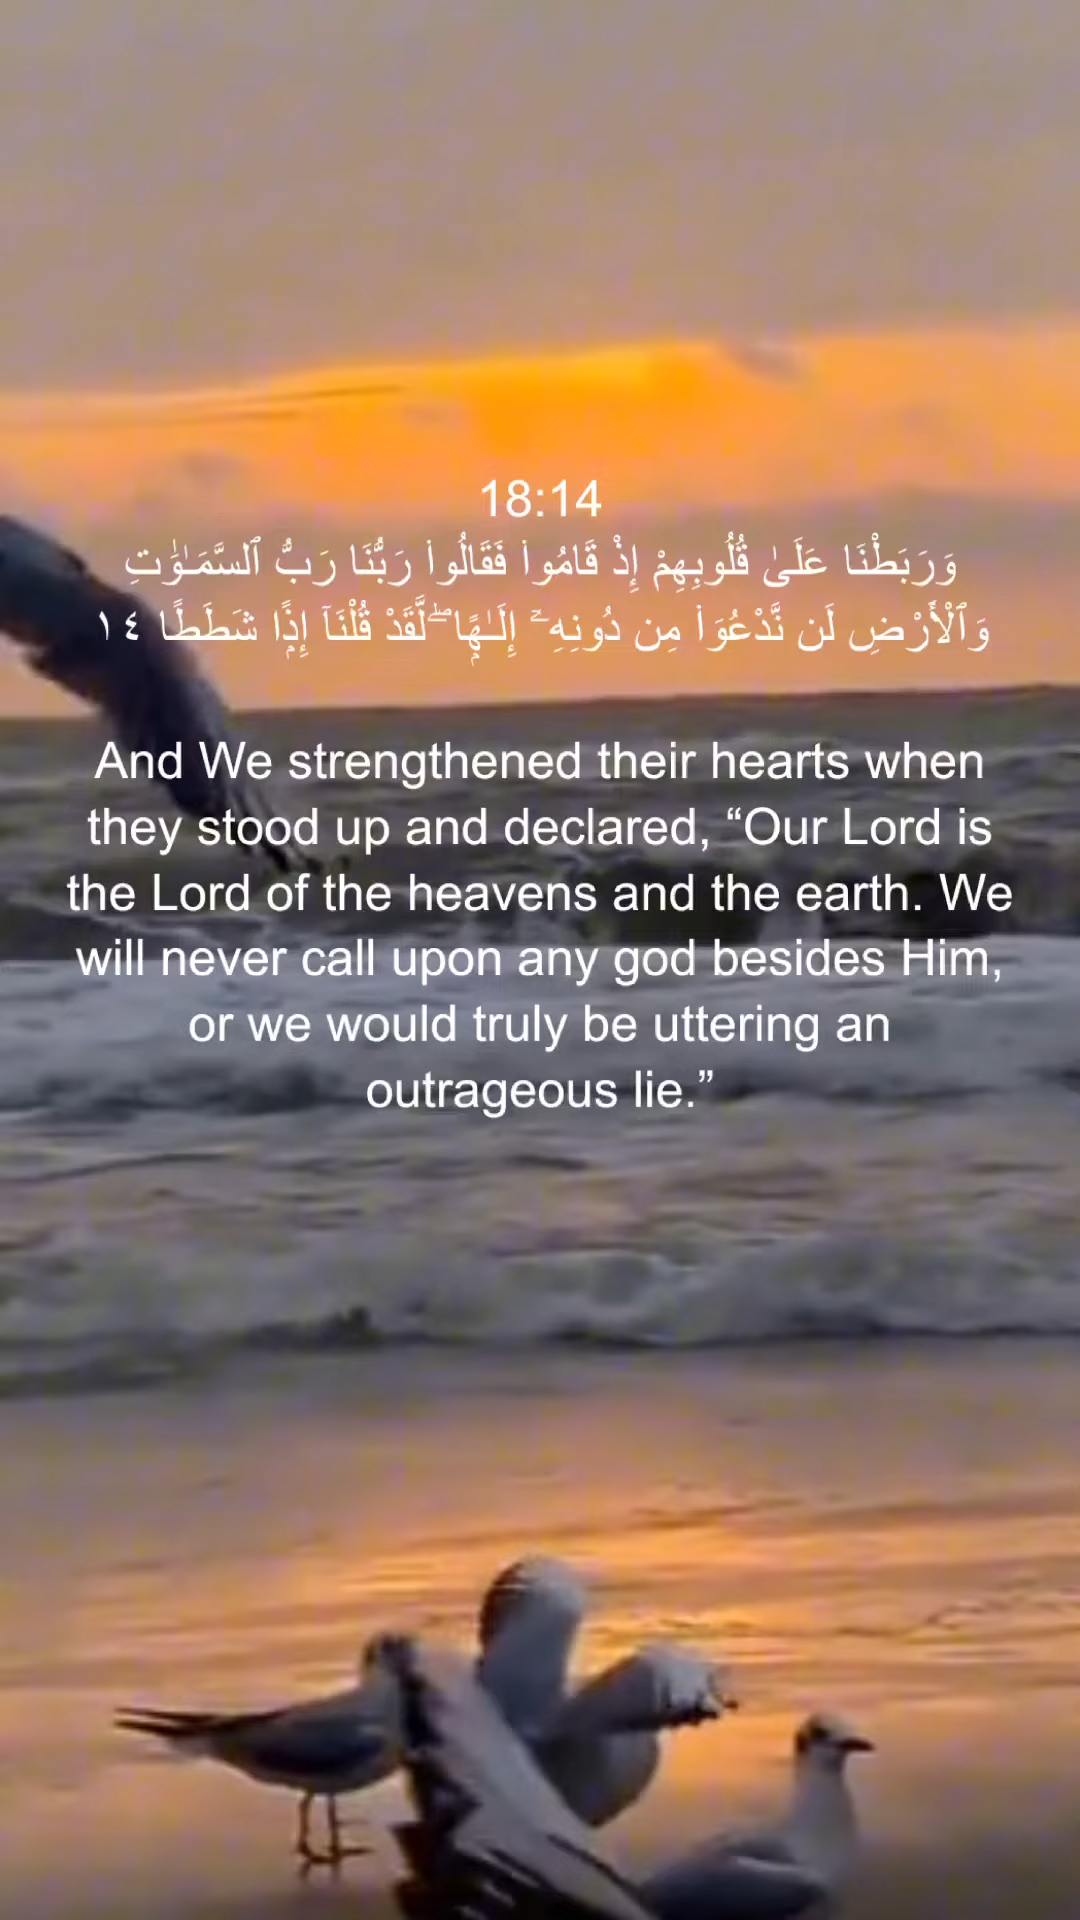 18:14
وَرَبَطْنَا عَلَىٰ قُلُوبِهِمْ إِذْ قَامُوا۟ فَقَالُوا۟ رَبُّنَا رَبُّ ٱلسَّمَـٰوَٰتِ
وَٱلْأَرْضِ لَن نَّدْعُوَا۟ مِن دُونِهِۦٓ إِلَـٰهًۭا ۖ لَّقَدْ قُلْنَآ إِذًۭا شَطَطًا ١٤
And We strengthened their hearts when
they stood up and declared, “Our Lord is
the Lord of the heavens and the earth. We
will never call upon any god besides Him,
or we would truly be uttering an
outrageous lie.”